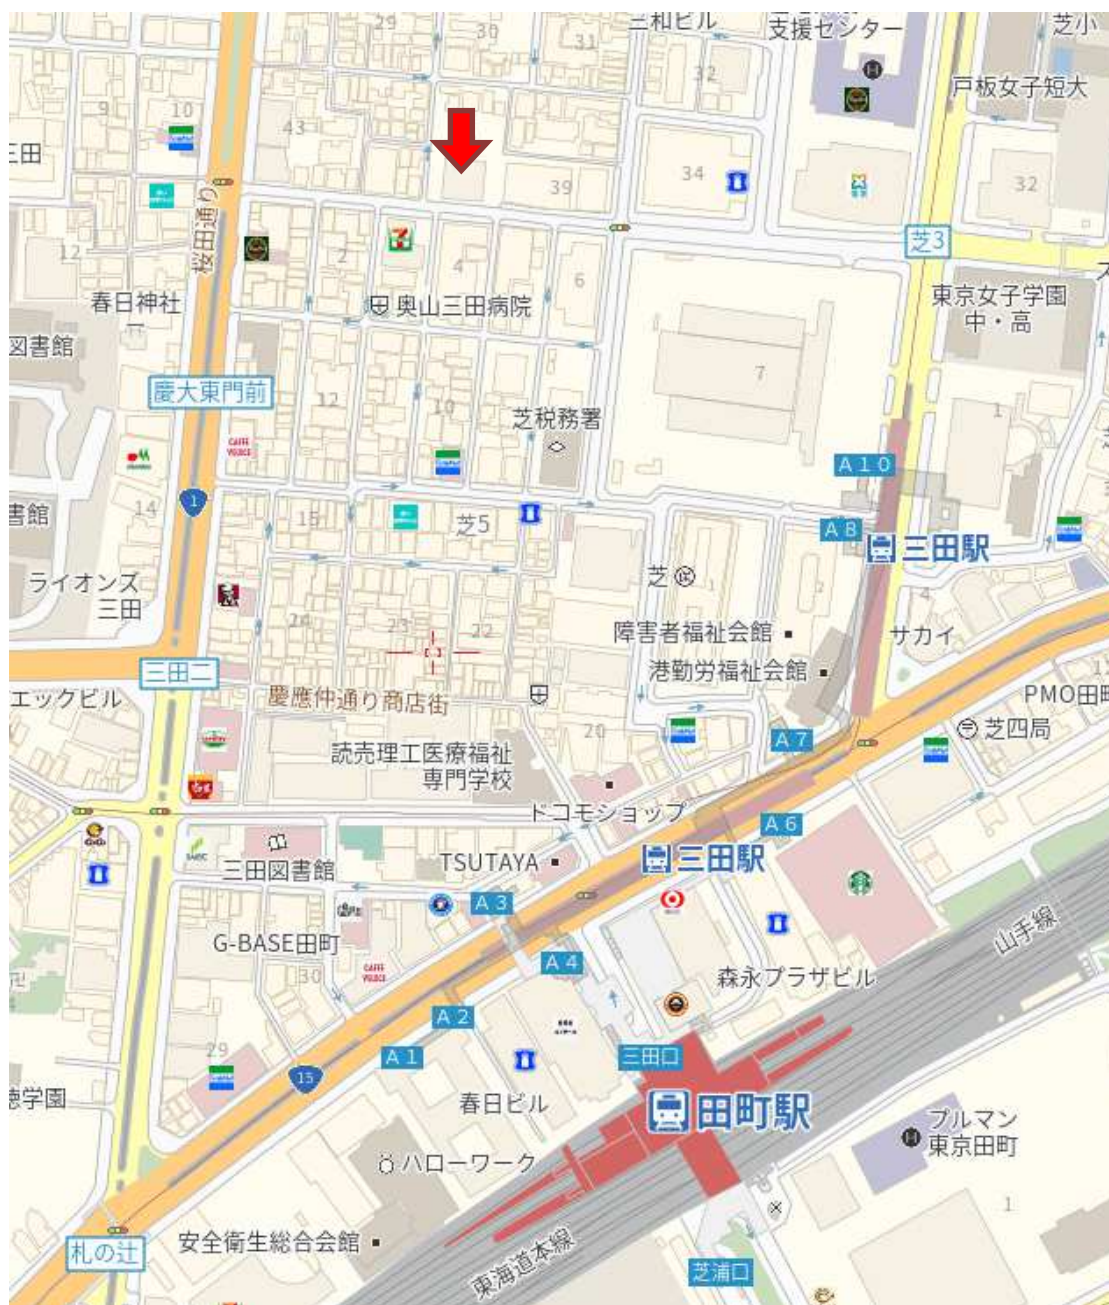 29
30
31
三和ビル
支援センター
芝小
32
戸板女子短大
9
10
43
三田
34
39
32
桜田通り
芝3
12
2
4
6
春日神社
奥山三田病院
東京女子学園
中・高
図書館
7
慶大東門前
12
10
芝税務署
1
CAFFE
VELOCE
A10
1
14
書館
15
芝5
A8
三田駅
ライオンズ
三田
芝
4
24
23
22
障害者福祉会館
サカイ
三田二
港勤労福祉会館
エックビル
慶應仲通り商店街
PMO田町
芝四局
20
A7
読売理工医療福祉
専門学校
ドコモショップ
A6
三田図書館
TSUTAYA
三田駅
A3
G-BASE田町
A4
山手線
30
CAFFE
VELOCE
森永プラザビル
A2
29
A1
三田口
15
春日ビル
田町駅
徳学園
プルマン
東京田町
ハローワーク
1
安全衛生総合会館
札の辻
東海道本線
芝浦口